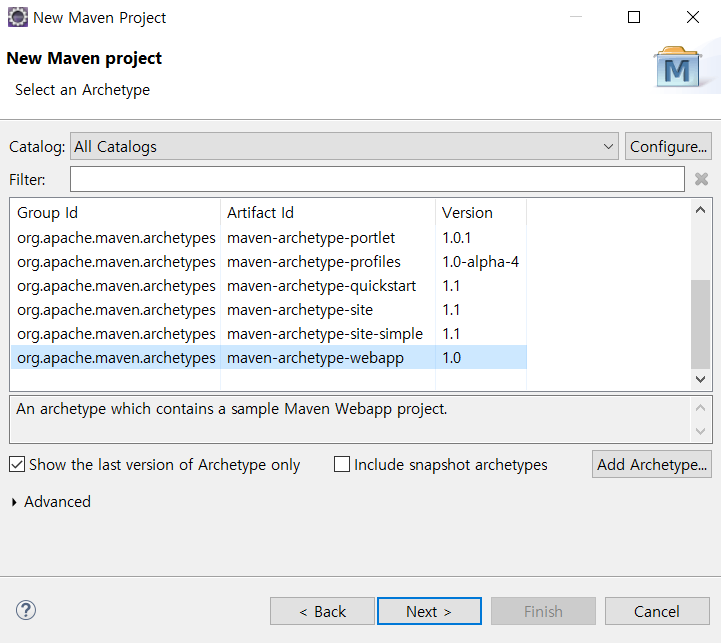 New Maven Project
New Maven project
Select an Archetype
Catalog: All Catalogs Configure...
Filter:
Group Id Artifact Id Version
org.apache.maven.archetypes maven-archetype-portlet 1.0.1
org.apache.maven.archetypes maven-archetype-profiles 1.0-alpha-4
org.apache.maven.archetypes maven-archetype-quickstart 1.1
org.apache.maven.archetypes maven-archetype-site 1.1
org.apache.maven.archetypes maven-archetype-site-simple 1.1
org.apache.maven.archetypes maven-archetype-webapp 1.0
An archetype which contains a sample Maven Webapp project.
Show the last version of Archetype only Include snapshot archetypes Add Archetype...
Advanced
? < Back Next > Finish Cancel